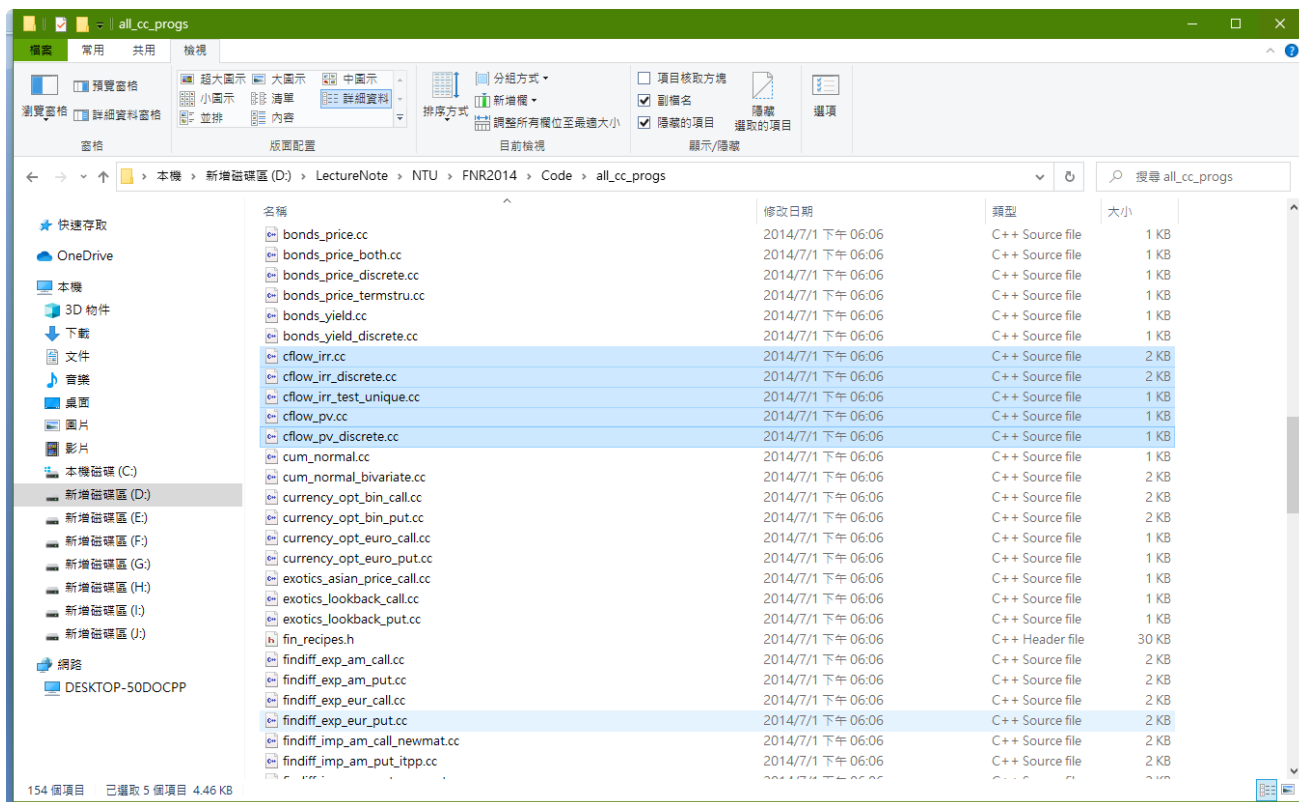 all_cc_progs
檔案 常用 共用 檢視
瀏覽窗格 預覽窗格 詳細資料窗格
窗格
超大圖示 大圖示 中圖示
小圖示 清單 詳細資料
並排 內容
版面配置
排序方式 分組方式 新增欄 調整所有欄位至最適大小
目前檢視
項目核取方塊
副檔名
隱藏的項目
隱藏選取的項目
顯示/隱藏
選項
本機 › 新增磁碟區 (D:) › LectureNote › NTU › FNR2014 › Code › all_cc_progs
搜尋 all_cc_progs
快速存取
OneDrive
本機
3D 物件
下載
文件
音樂
桌面
圖片
影片
本機磁碟 (C:)
新增磁碟區 (D:)
新增磁碟區 (E:)
新增磁碟區 (F:)
新增磁碟區 (G:)
新增磁碟區 (H:)
新增磁碟區 (I:)
新增磁碟區 (J:)
網路
DESKTOP-50DOCPP
名稱 修改日期 類型 大小
bonds_price.cc 2014/7/1 下午 06:06 C++ Source file 1 KB
bonds_price_both.cc 2014/7/1 下午 06:06 C++ Source file 1 KB
bonds_price_discrete.cc 2014/7/1 下午 06:06 C++ Source file 1 KB
bonds_price_termstru.cc 2014/7/1 下午 06:06 C++ Source file 1 KB
bonds_yield.cc 2014/7/1 下午 06:06 C++ Source file 1 KB
bonds_yield_discrete.cc 2014/7/1 下午 06:06 C++ Source file 1 KB
cflow_irr.cc 2014/7/1 下午 06:06 C++ Source file 2 KB
cflow_irr_discrete.cc 2014/7/1 下午 06:06 C++ Source file 2 KB
cflow_irr_test_unique.cc 2014/7/1 下午 06:06 C++ Source file 1 KB
cflow_pv.cc 2014/7/1 下午 06:06 C++ Source file 1 KB
cflow_pv_discrete.cc 2014/7/1 下午 06:06 C++ Source file 1 KB
cum_normal.cc 2014/7/1 下午 06:06 C++ Source file 1 KB
cum_normal_bivariate.cc 2014/7/1 下午 06:06 C++ Source file 2 KB
currency_opt_bin_call.cc 2014/7/1 下午 06:06 C++ Source file 2 KB
currency_opt_bin_put.cc 2014/7/1 下午 06:06 C++ Source file 2 KB
currency_opt_euro_call.cc 2014/7/1 下午 06:06 C++ Source file 1 KB
currency_opt_euro_put.cc 2014/7/1 下午 06:06 C++ Source file 1 KB
exotics_asian_price_call.cc 2014/7/1 下午 06:06 C++ Source file 1 KB
exotics_lookback_call.cc 2014/7/1 下午 06:06 C++ Source file 1 KB
exotics_lookback_put.cc 2014/7/1 下午 06:06 C++ Source file 1 KB
fin_recipes.h 2014/7/1 下午 06:06 C++ Header file 30 KB
findiff_exp_am_call.cc 2014/7/1 下午 06:06 C++ Source file 2 KB
findiff_exp_am_put.cc 2014/7/1 下午 06:06 C++ Source file 2 KB
findiff_exp_eur_call.cc 2014/7/1 下午 06:06 C++ Source file 2 KB
findiff_exp_eur_put.cc 2014/7/1 下午 06:06 C++ Source file 2 KB
findiff_imp_am_call_newmat.cc 2014/7/1 下午 06:06 C++ Source file 2 KB
findiff_imp_am_put_itpp.cc 2014/7/1 下午 06:06 C++ Source file 2 KB
154 個項目 已選取 5 個項目 4.46 KB